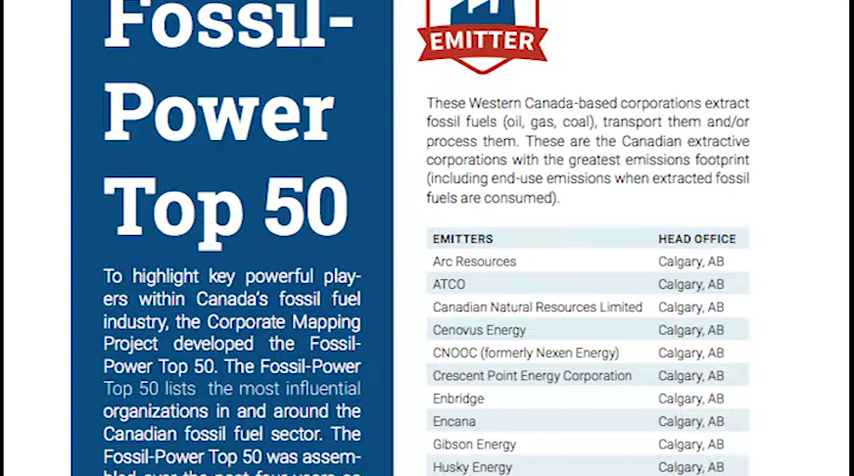 Fossil-
Power
Top 50
To highlight key powerful play-
ers within Canada's fossil fuel
industry, the Corporate Mapping
Project developed the Fossil-
Power Top 50. The Fossil-Power
Top 50 lists the most influential
organizations in and around the
Canadian fossil fuel sector. The
Fossil-Power Top 50 was assem-
bled over the past four years as
EMITTER
These Western Canada-based corporations extract
fossil fuels (oil, gas, coal), transport them and/or
process them. These are the Canadian extractive
corporations with the greatest emissions footprint
(including end-use emissions when extracted fossil
fuels are consumed).
EMITTERS HEAD OFFICE
Arc Resources Calgary, AB
ATCO Calgary, AB
Canadian Natural Resources Limited Calgary, AB
Cenovus Energy Calgary, AB
CNOOC (formerly Nexen Energy) Calgary, AB
Crescent Point Energy Corporation Calgary, AB
Enbridge Calgary, AB
Encana Calgary, AB
Gibson Energy Calgary, AB
Husky Energy Calgary, AB